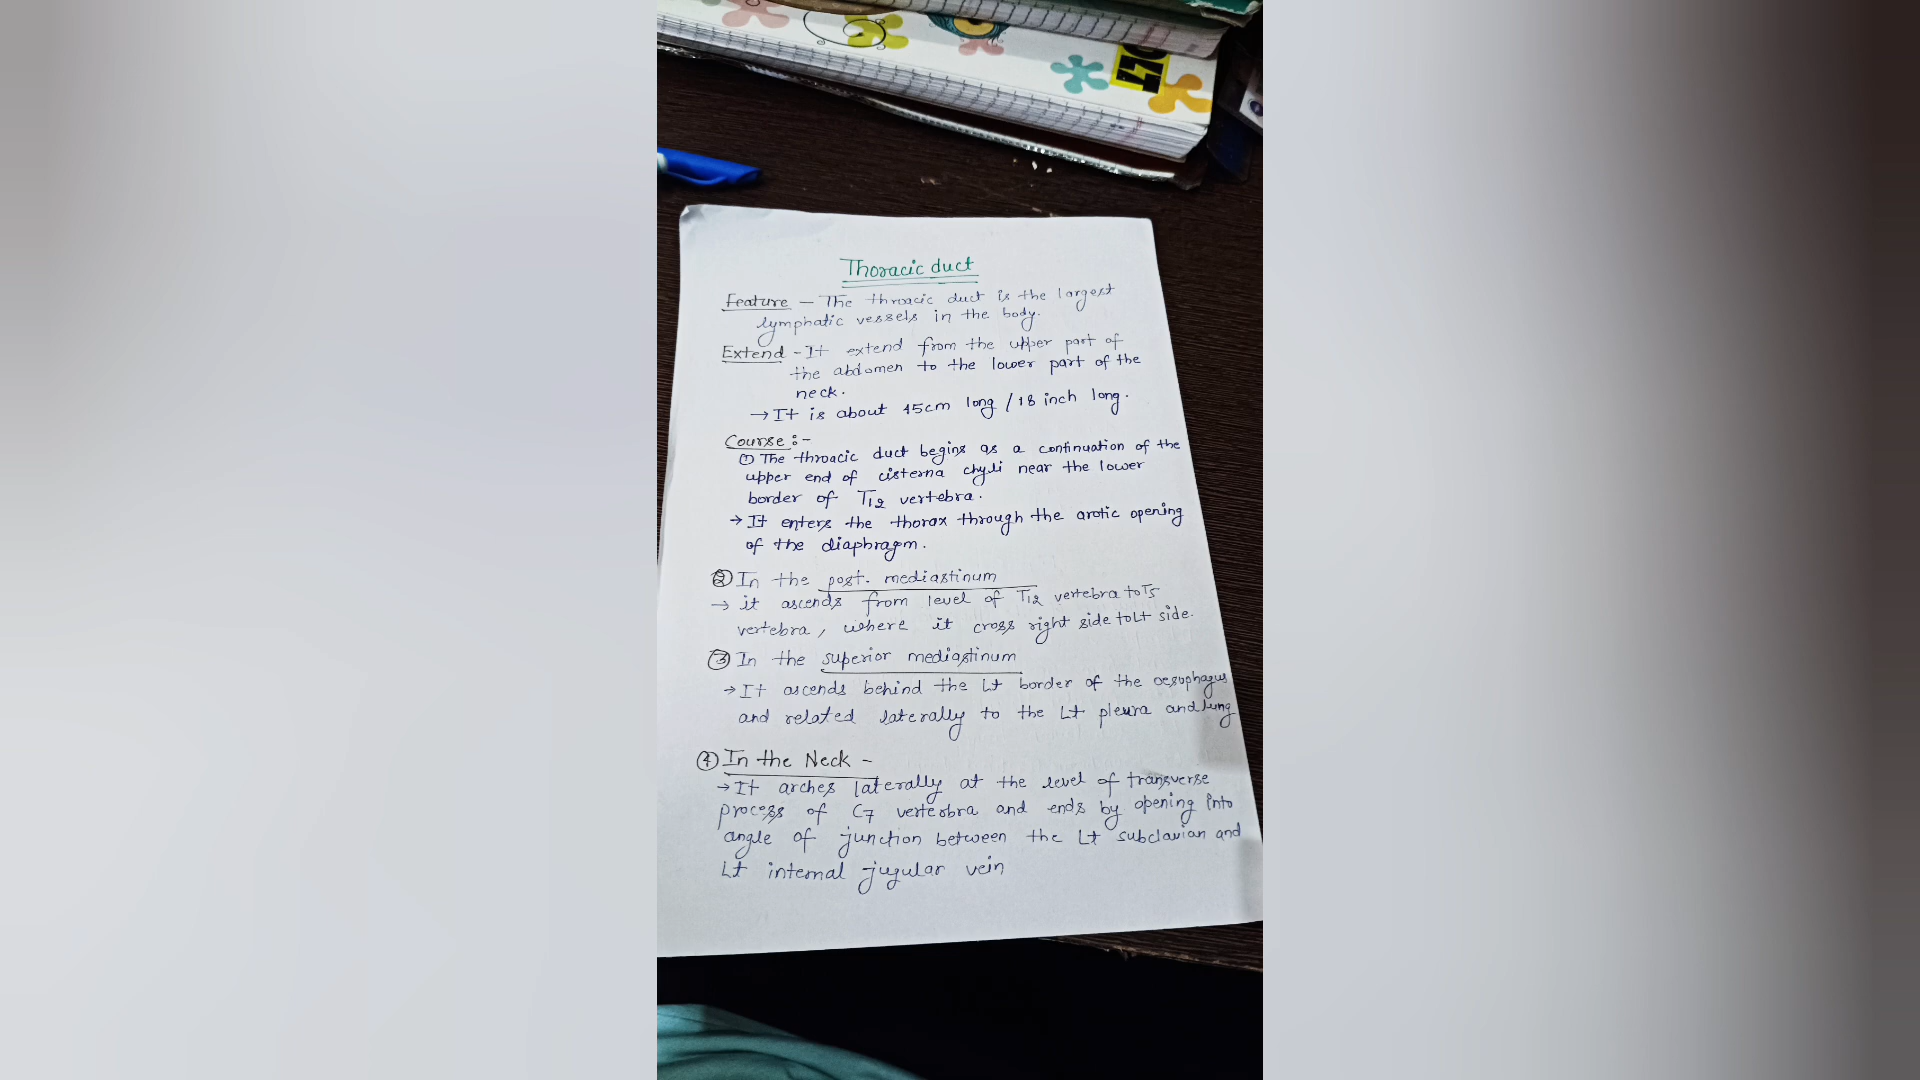 Thoracic duct
Feature - The throacic duct is the largest
lymphatic vessels in the body.
Extend - It extend from the upper part of
the abdomen to the lower part of the
neck.
→ It is about 45cm long / 18 inch long.
Course :-
① The throacic duct begins as a continuation of the
upper end of cisterna chyli near the lower
border of T12 vertebra.
→ It enters the thorax through the arotic opening
of the diaphragm.
② In the post. mediastinum
→ it ascends from level of T12 vertebra to T5
vertebra, where it cross right side to Lt side.
③ In the superior mediastinum
→ It ascends behind the Lt border of the oesophagus
and related laterally to the Lt pleura and lung
④ In the Neck -
→ It arches laterally at the level of transverse
process of C7 verterbra and ends by opening into
angle of junction between the Lt subclavian and
Lt internal jugular vein